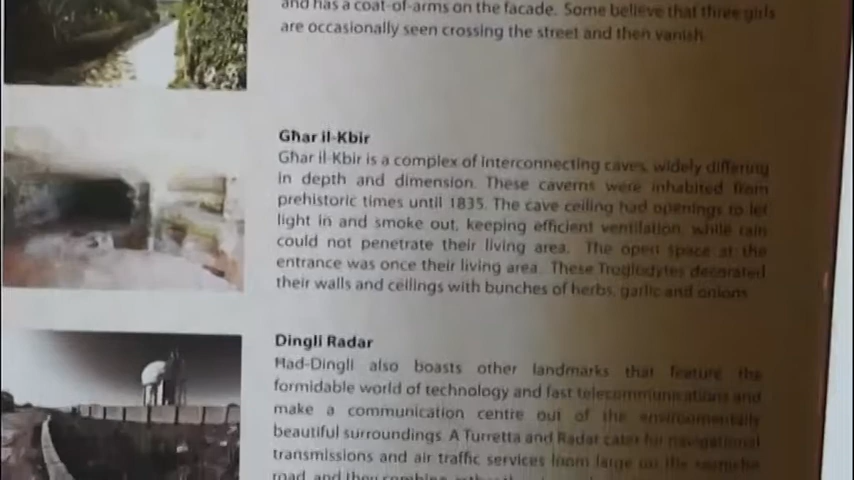 and has a coat-of-arms on the facade. Some believe that three girls
are occasionally seen crossing the street and then vanish.
Għar il-Kbir
Għar il-Kbir is a complex of interconnecting caves, widely differing
in depth and dimension. These caverns were inhabited from
prehistoric times until 1835. The cave ceiling had openings to let
light in and smoke out, keeping efficient ventilation, while rain
could not penetrate their living area. The open space at the
entrance was once their living area. These Troglodytes decorated
their walls and ceilings with bunches of herbs, garlic and onions.
Dingli Radar
Ħad-Dingli also boasts other landmarks that feature the
formidable world of technology and fast telecommunications and
make a communication centre out of the environmentally
beautiful surroundings. A Turretta and Radar cater for navigational
transmissions and air traffic services loom large on the
road, and they combine